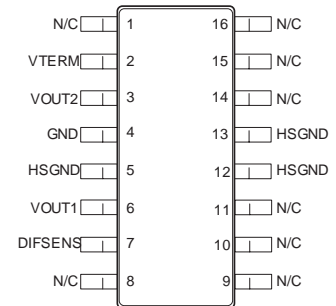 N/C 1 16 N/C
VTERM 2 15 N/C
VOUT2 3 14 N/C
GND 4 13 HSGND
HSGND 5 12 HSGND
VOUT1 6 11 N/C
DIFSENS 7 10 N/C
N/C 8 9 N/C